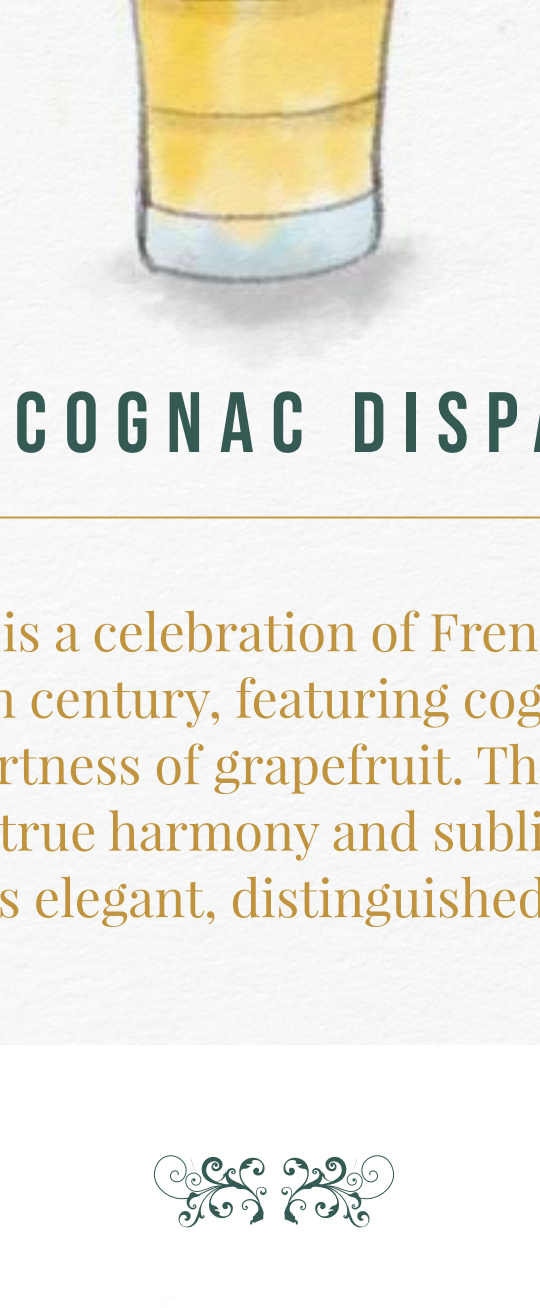 COGNAC DISPA
is a celebration of Fren
century, featuring cog
rtness of grapefruit. Th
true harmony and subli
s elegant, distinguished